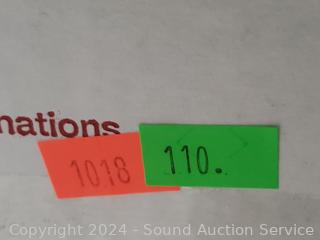 nations
1018
110.
Copyright 2024 - Sound Auction Service